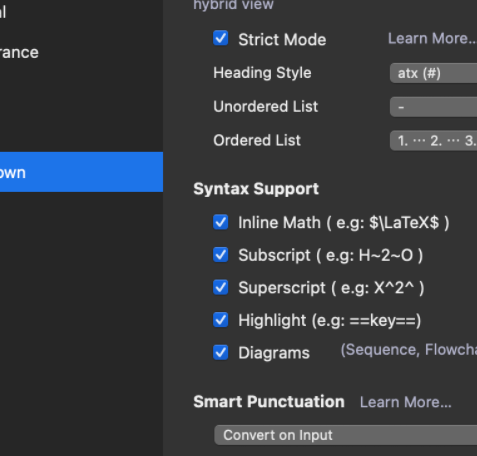 hybrid view
Strict Mode Learn More...
Heading Style atx (#)
Unordered List -
Ordered List 1. ··· 2. ··· 3.
Syntax Support
Inline Math ( e.g: $\LaTeX$ )
Subscript ( e.g: H~2~O )
Superscript ( e.g: X^2^ )
Highlight (e.g: ==key==)
Diagrams (Sequence, Flowcha
Smart Punctuation Learn More...
Convert on Input
al
rance
own